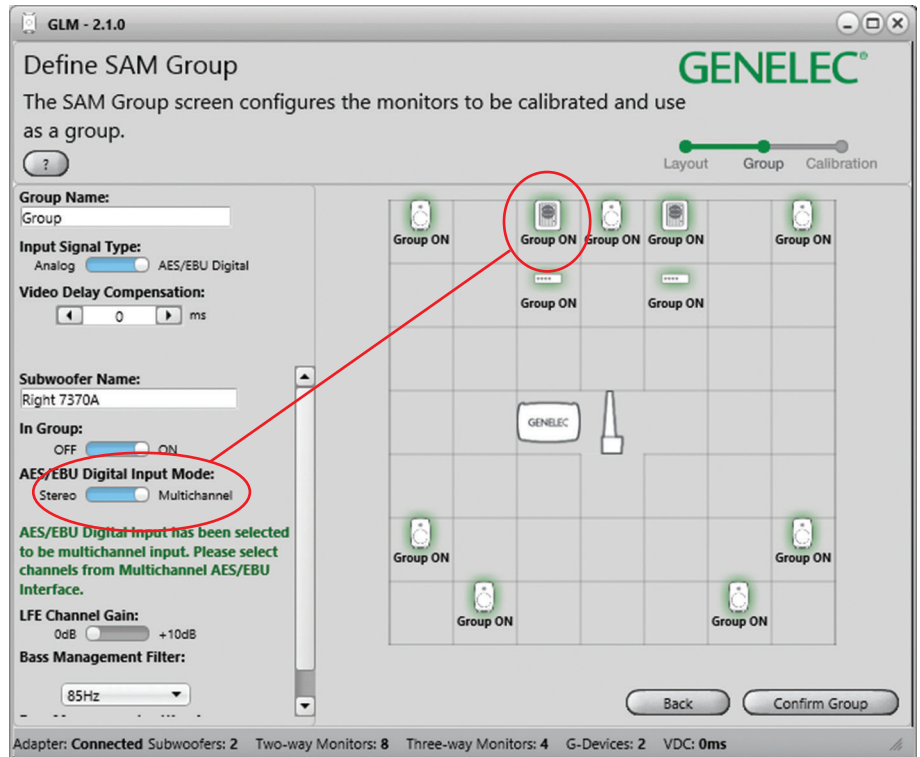 GLM - 2.1.0
Define SAM Group
GENELEC®
The SAM Group screen configures the monitors to be calibrated and use
as a group.
?
Layout Group Calibration
Group Name:
Group
Input Signal Type:
Analog AES/EBU Digital
Video Delay Compensation:
0 ms
Subwoofer Name:
Right 7370A
In Group:
OFF ON
AES/EBU Digital Input Mode:
Stereo Multichannel
AES/EBU Digital Input has been selected
to be multichannel input. Please select
channels from Multichannel AES/EBU
Interface.
LFE Channel Gain:
0dB +10dB
Bass Management Filter:
85Hz
Group ON Group ON Group ON Group ON Group ON
Group ON Group ON
GENELEC
Group ON Group ON
Group ON Group ON
Back Confirm Group
Adapter: Connected Subwoofers: 2 Two-way Monitors: 8 Three-way Monitors: 4 G-Devices: 2 VDC: 0ms